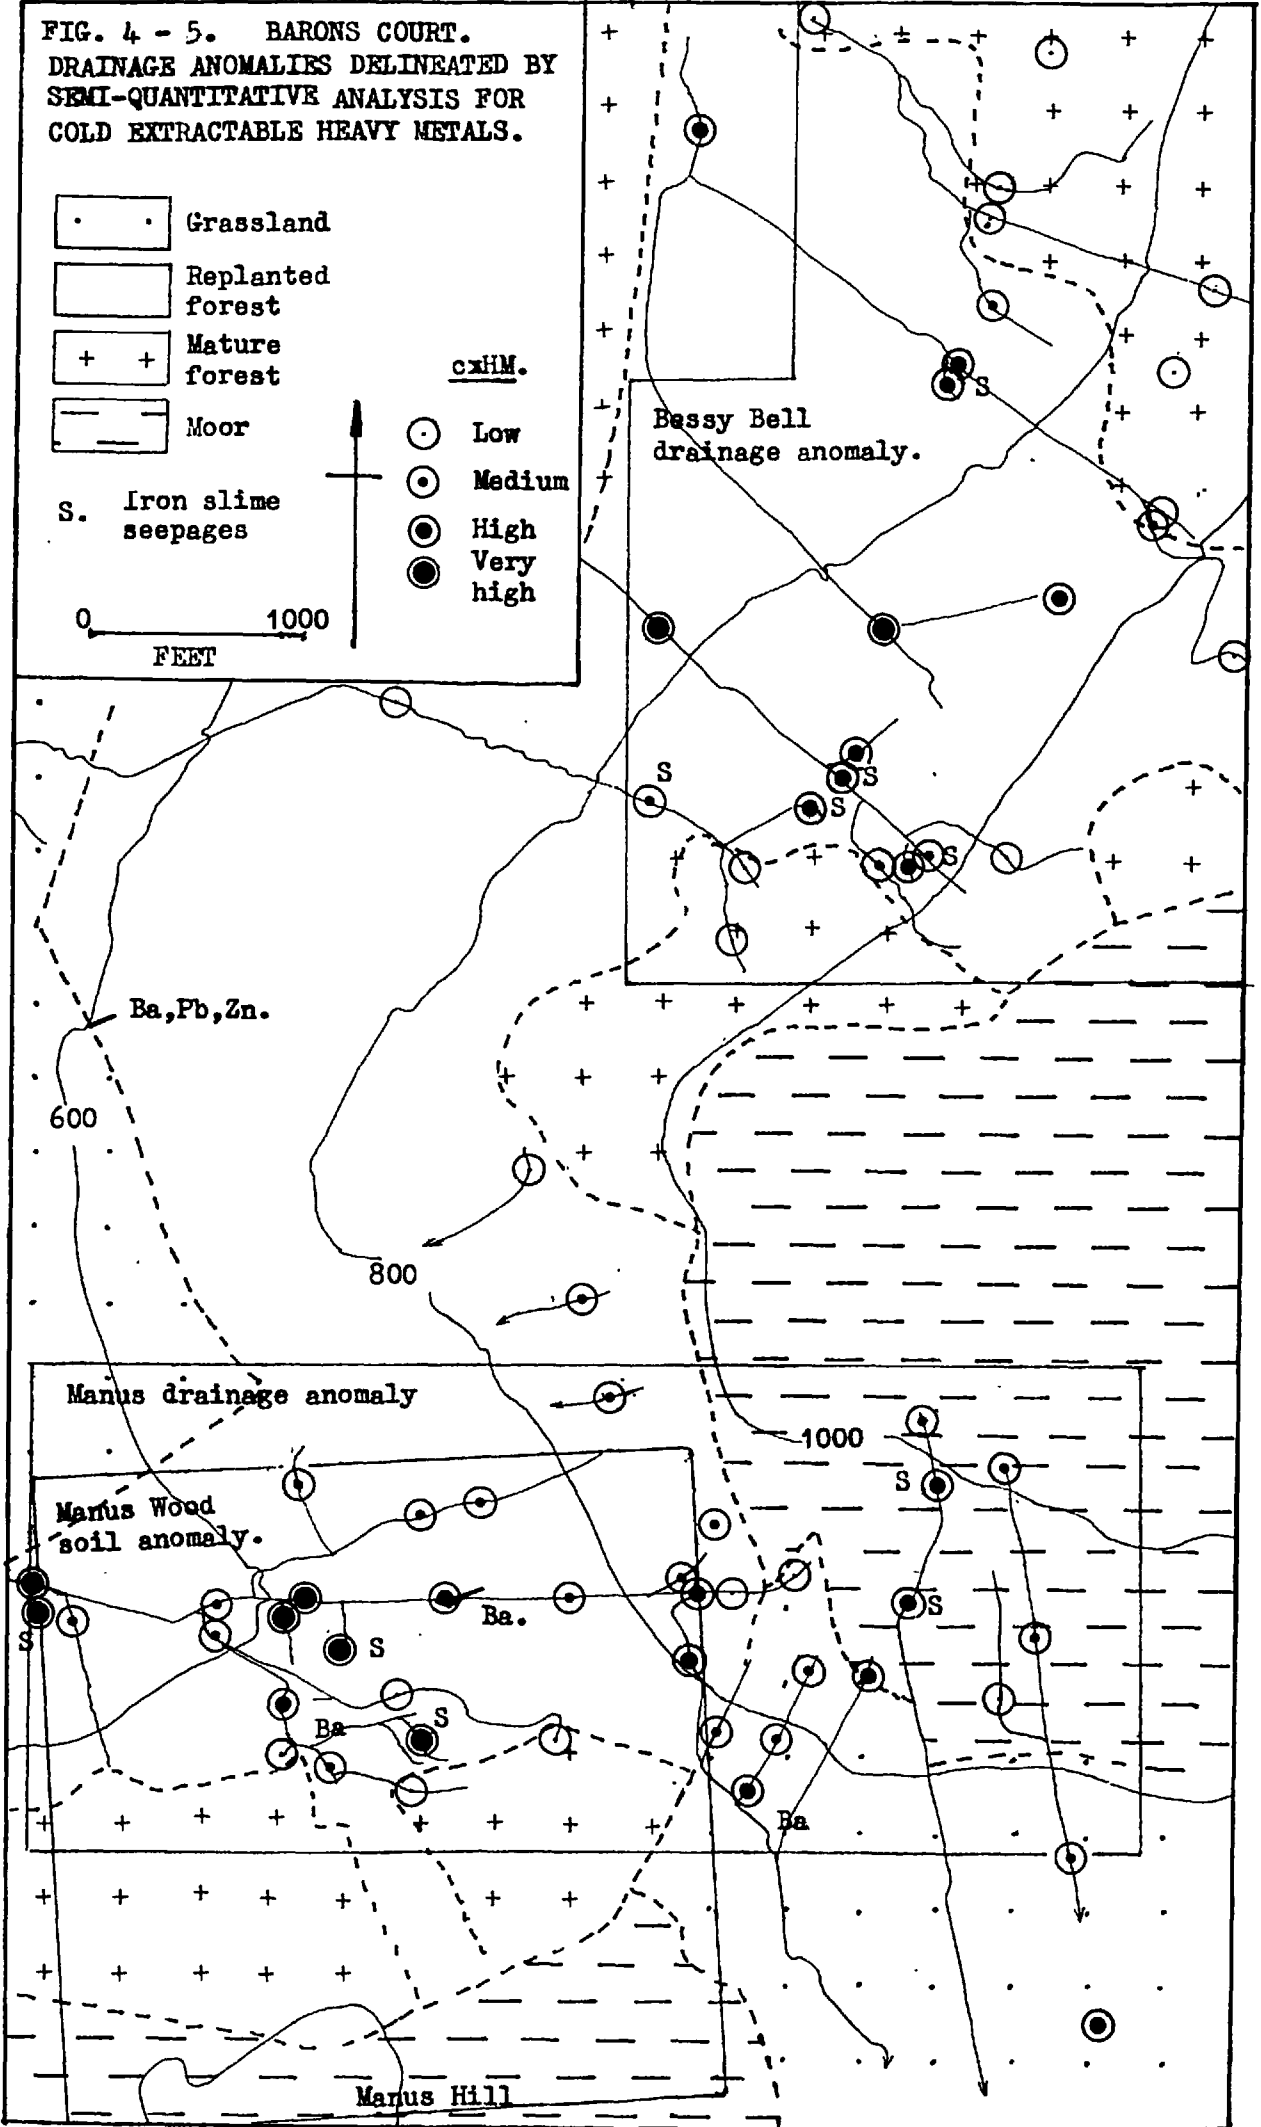 FIG. 4 - 5. BARONS COURT.
DRAINAGE ANOMALIES DELINEATED BY
SEMI-QUANTITATIVE ANALYSIS FOR
COLD EXTRACTABLE HEAVY METALS.
Grassland
Replanted
forest
Mature
forest
Moor
S. Iron slime
seepages
cxHM.
Low
Medium
High
Very
high
0 1000
FEET
S
Bessy Bell
drainage anomaly.
S
S
S
S
Ba,Pb,Zn.
600
800
Manus drainage anomaly
1000
S
Manus Wood
soil anomaly.
Ba.
S
S
S
Ba
S
Ba
Manus Hill